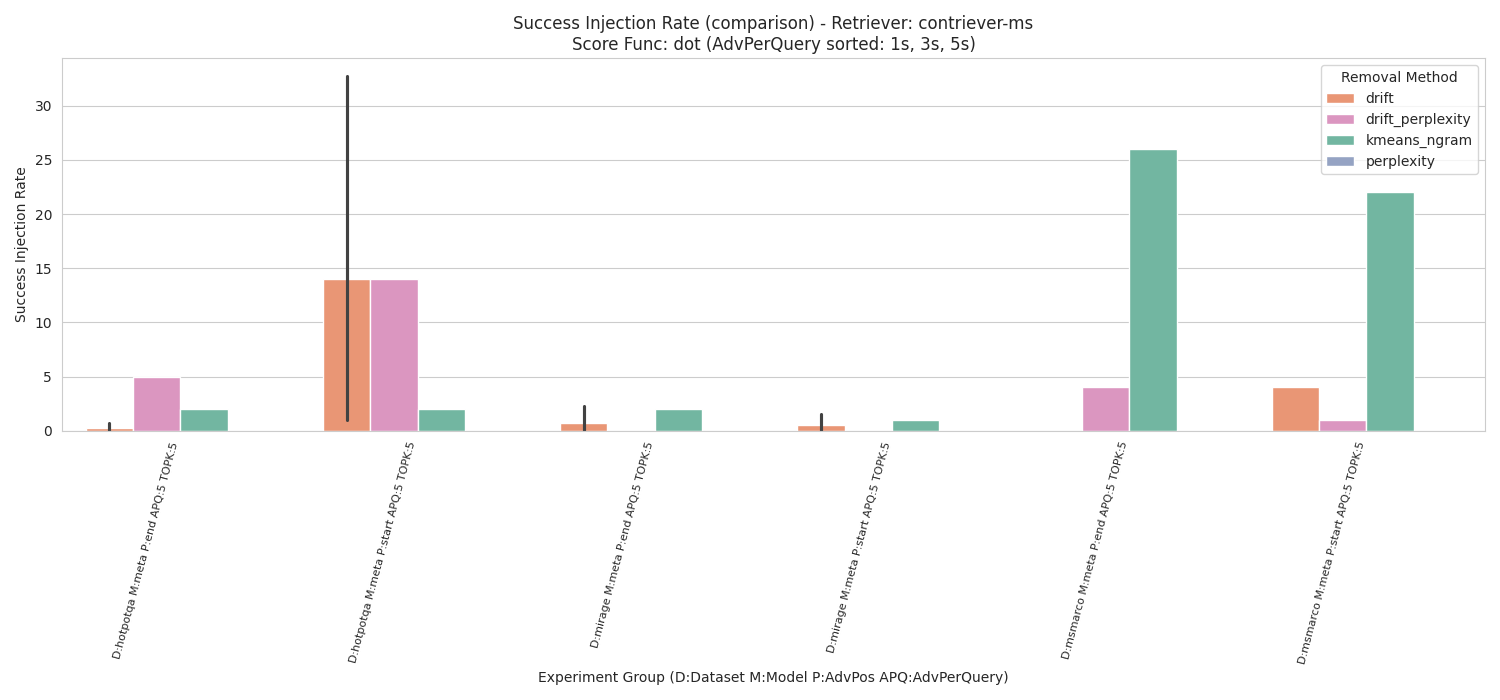 Success Injection Rate (comparison) - Retriever: contriever-ms
Score Func: dot (AdvPerQuery sorted: 1s, 3s, 5s)
Removal Method
drift
drift_perplexity
kmeans_ngram
perplexity
Success Injection Rate
30
25
20
15
10
5
0
D:hotpotqa M:meta P:end APQ:5 TOPK:5
D:hotpotqa M:meta P:start APQ:5 TOPK:5
D:mirage M:meta P:end APQ:5 TOPK:5
D:mirage M:meta P:start APQ:5 TOPK:5
D:msmarco M:meta P:end APQ:5 TOPK:5
D:msmarco M:meta P:start APQ:5 TOPK:5
Experiment Group (D:Dataset M:Model P:AdvPos APQ:AdvPerQuery)